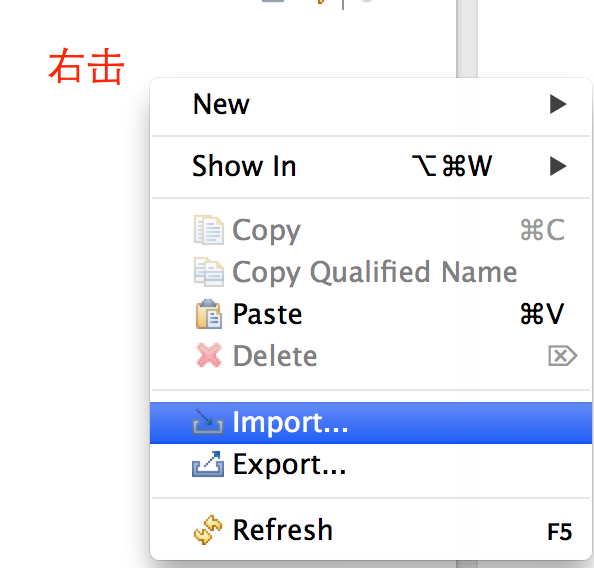 右击
New
Show In ⌥⌘W
Copy ⌘C
Copy Qualified Name
Paste ⌘V
Delete ⌦
Import...
Export...
Refresh F5